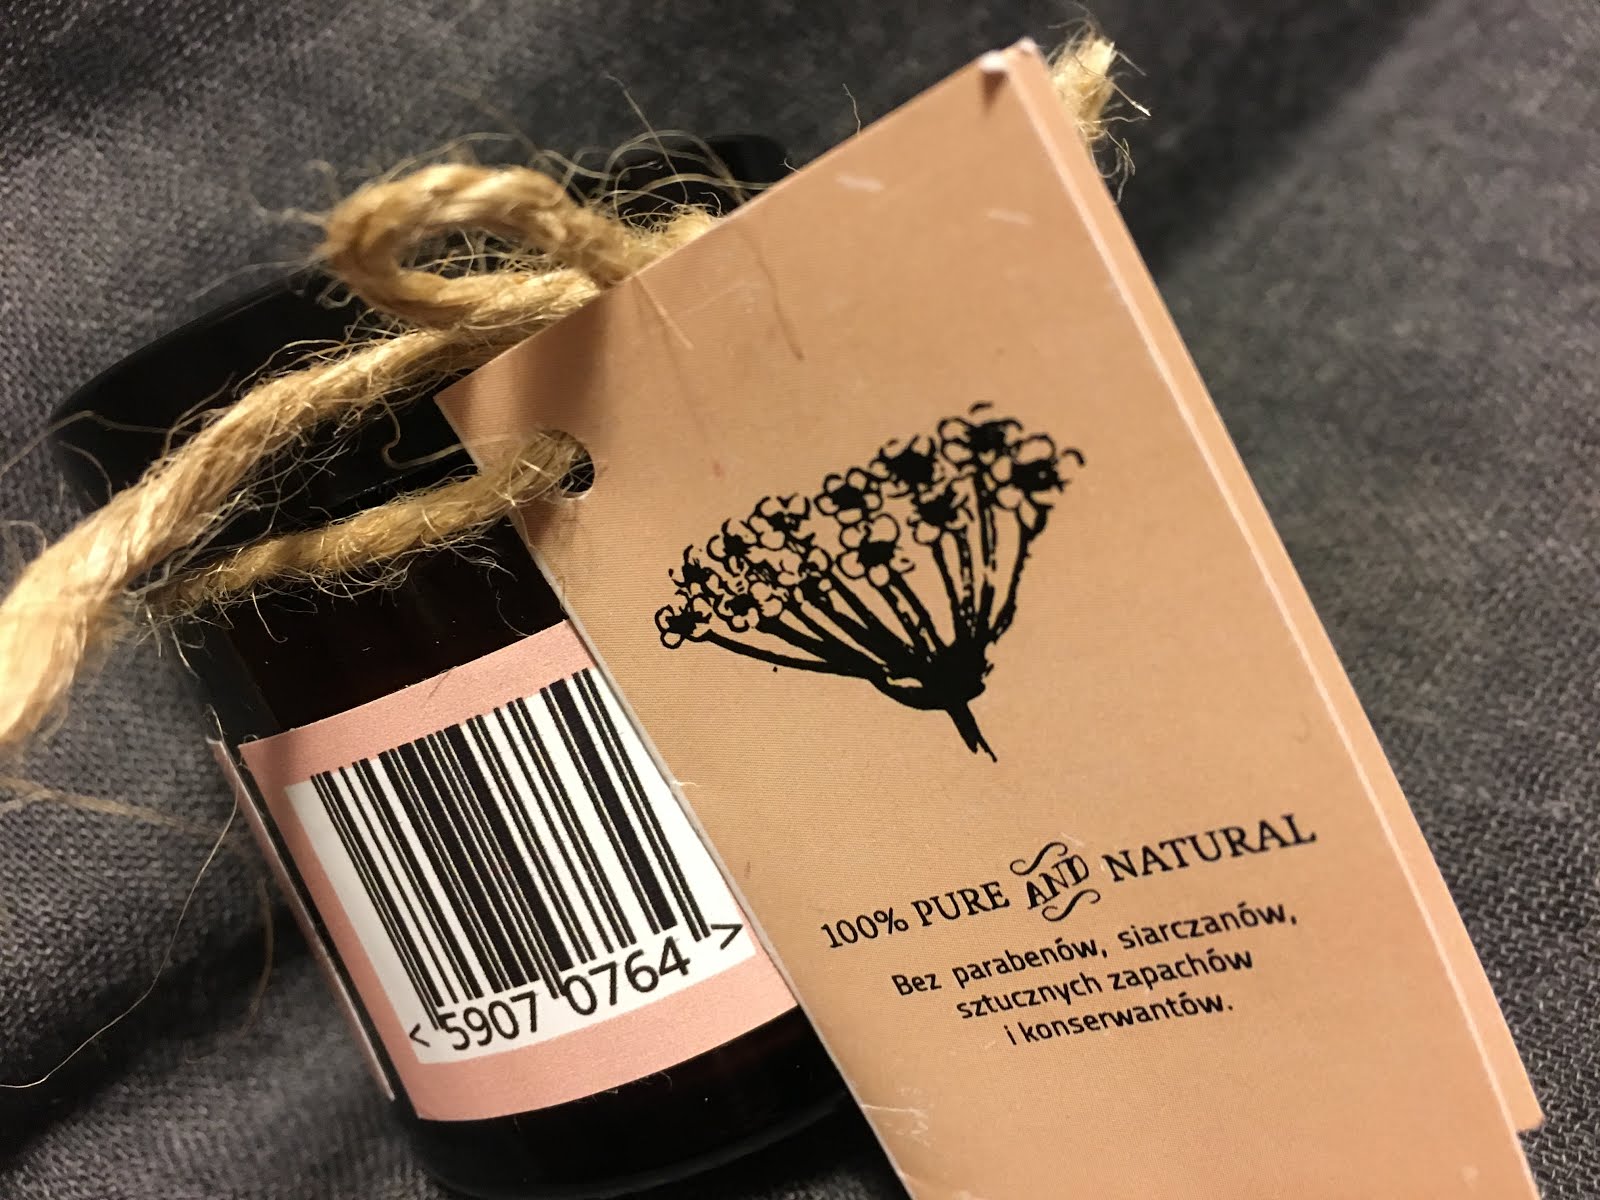 100% PURE AND NATURAL
Bez parabenów, siarczanów,
sztucznych zapachów
i konserwantów.
< 5907 0764 >